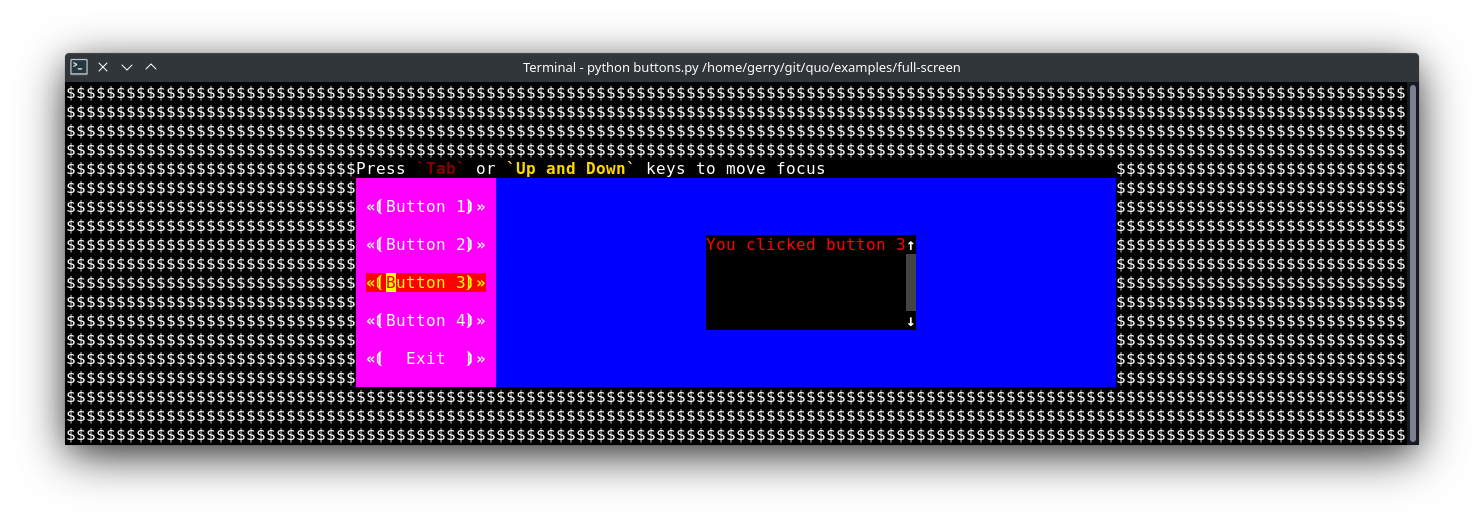 Terminal - python buttons.py /home/gerry/git/quo/examples/full-screen
Press `Tab` or `Up and Down` keys to move focus
«(Button 1)»
«(Button 2)»
You clicked button 3↑
«(Button 3)»
«(Button 4)»
↓
«(  Exit  )»